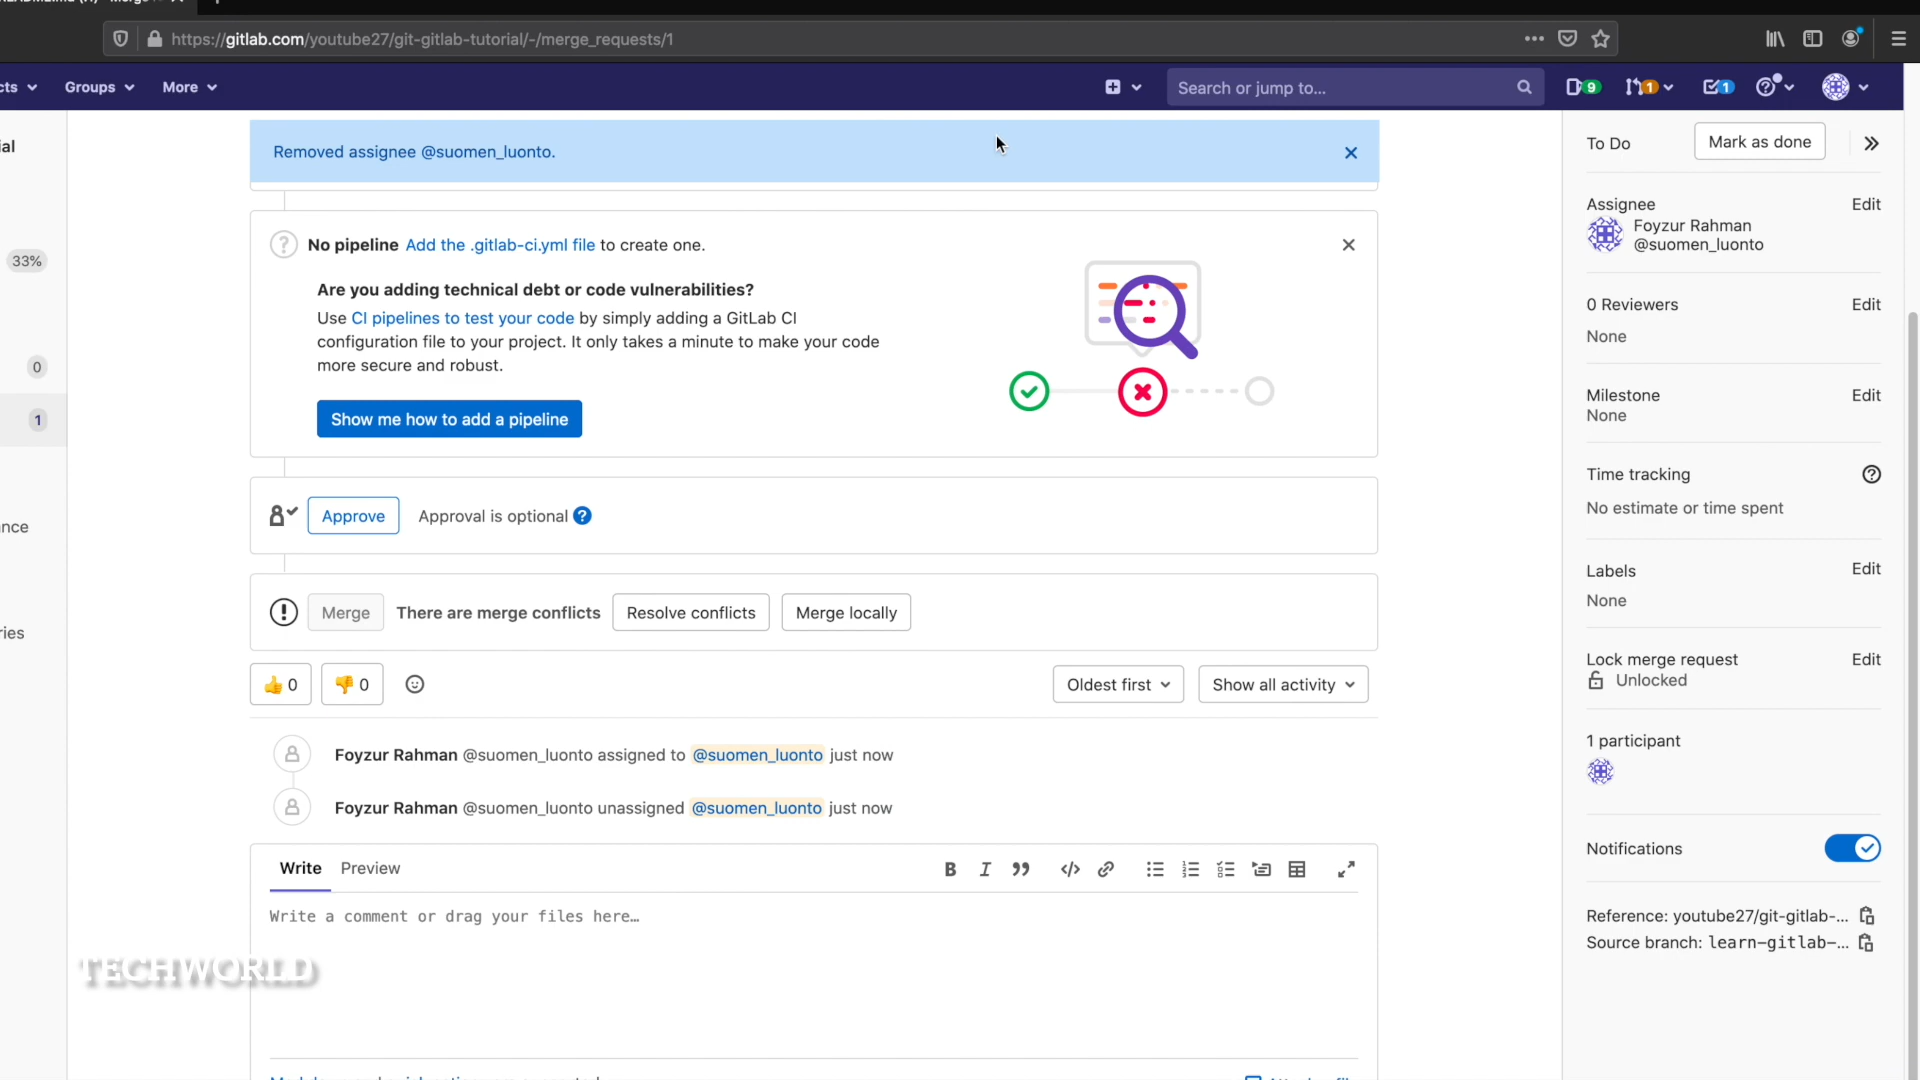 https://gitlab.com/youtube27/git-gitlab-tutorial/-/merge_requests/1
cts Groups More Search or jump to... 9 1 1
ial
33%
0
1
nce
ries
Removed assignee @suomen_luonto.
No pipeline Add the .gitlab-ci.yml file to create one.
Are you adding technical debt or code vulnerabilities?
Use CI pipelines to test your code by simply adding a GitLab CI
configuration file to your project. It only takes a minute to make your code
more secure and robust.
Show me how to add a pipeline
Approve Approval is optional
Merge There are merge conflicts Resolve conflicts Merge locally
0 0 Oldest first Show all activity
Foyzur Rahman @suomen_luonto assigned to @suomen_luonto just now
Foyzur Rahman @suomen_luonto unassigned @suomen_luonto just now
Write Preview
Write a comment or drag your files here…
TECHWORLD
To Do Mark as done
Assignee Edit
Foyzur Rahman
@suomen_luonto
0 Reviewers Edit
None
Milestone Edit
None
Time tracking
No estimate or time spent
Labels Edit
None
Lock merge request Edit
Unlocked
1 participant
Notifications
Reference: youtube27/git-gitlab-...
Source branch: learn-gitlab-...